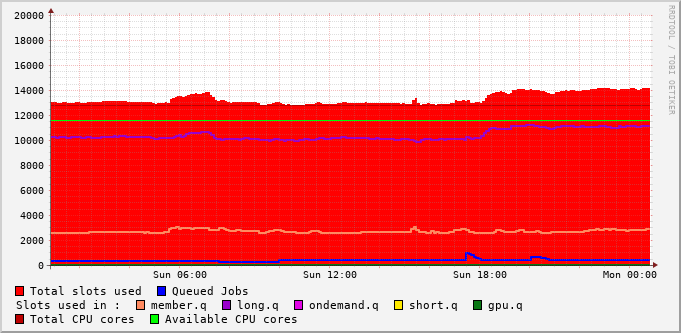 20000
18000
16000
14000
12000
10000
8000
6000
4000
2000
0
Sun 06:00 Sun 12:00 Sun 18:00 Mon 00:00
Total slots used Queued Jobs
Slots used in : member.q long.q ondemand.q short.q gpu.q
Total CPU cores Available CPU cores
RRDTOOL / TOBI OETIKER